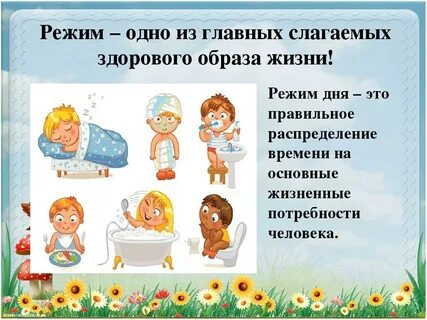 Режим – одно из главных слагаемых
здорового образа жизни!
Режим дня – это
правильное
распределение
времени на
основные
жизненные
потребности
человека.